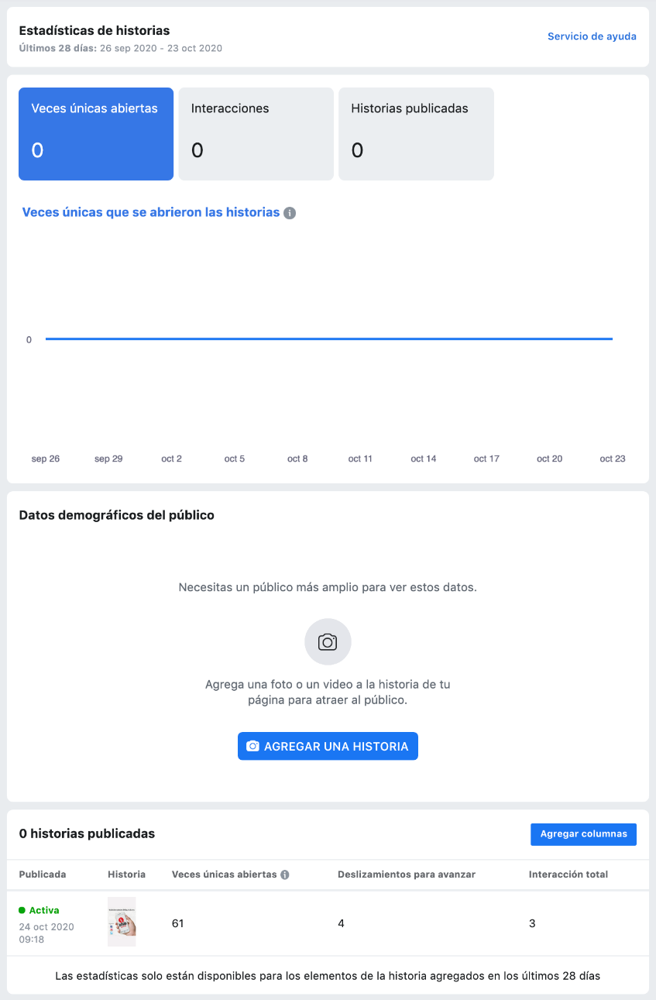 Estadísticas de historias
Servicio de ayuda
Últimos 28 días: 26 sep 2020 - 23 oct 2020
Veces únicas abiertas
Interacciones
Historias publicadas
0
0
0
Veces únicas que se abrieron las historias
0
sep 26 sep 29 oct 2 oct 5 oct 8 oct 11 oct 14 oct 17 oct 20 oct 23
Datos demográficos del público
Necesitas un público más amplio para ver estos datos.
Agrega una foto o un video a la historia de tu
página para atraer al público.
AGREGAR UNA HISTORIA
0 historias publicadas
Agregar columnas
Publicada Historia Veces únicas abiertas Deslizamientos para avanzar Interacción total
Activa
24 oct 2020
09:18
61 4 3
Las estadísticas solo están disponibles para los elementos de la historia agregados en los últimos 28 días